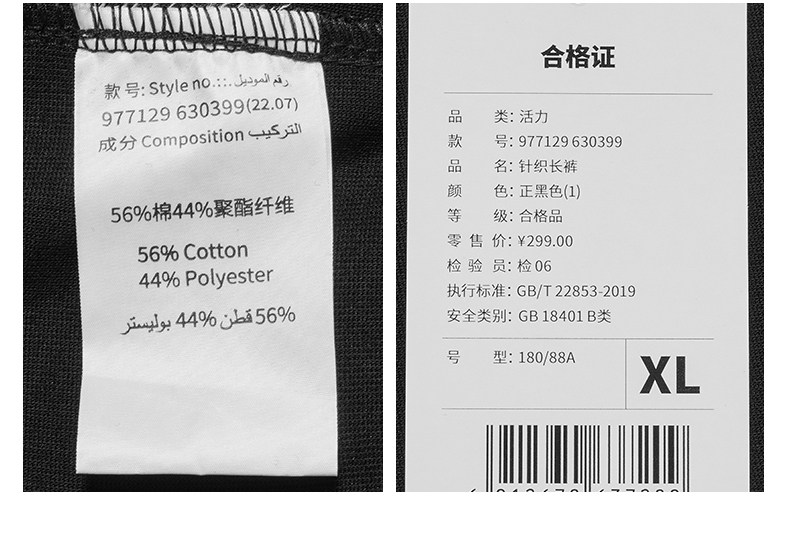 款号: Style no.:: رقم الموديل
977129 630399(22.07)
成分 Composition التركيب
56%棉44%聚酯纤维
56% Cotton
44% Polyester
56% قطن 44% بوليستر
合格证
品 类: 活力
款 号: 977129 630399
品 名: 针织长裤
颜 色: 正黑色(1)
等 级: 合格品
零 售 价: ¥299.00
检 验 员: 检 06
执行标准: GB/T 22853-2019
安全类别: GB 18401 B类
号 型: 180/88A
XL